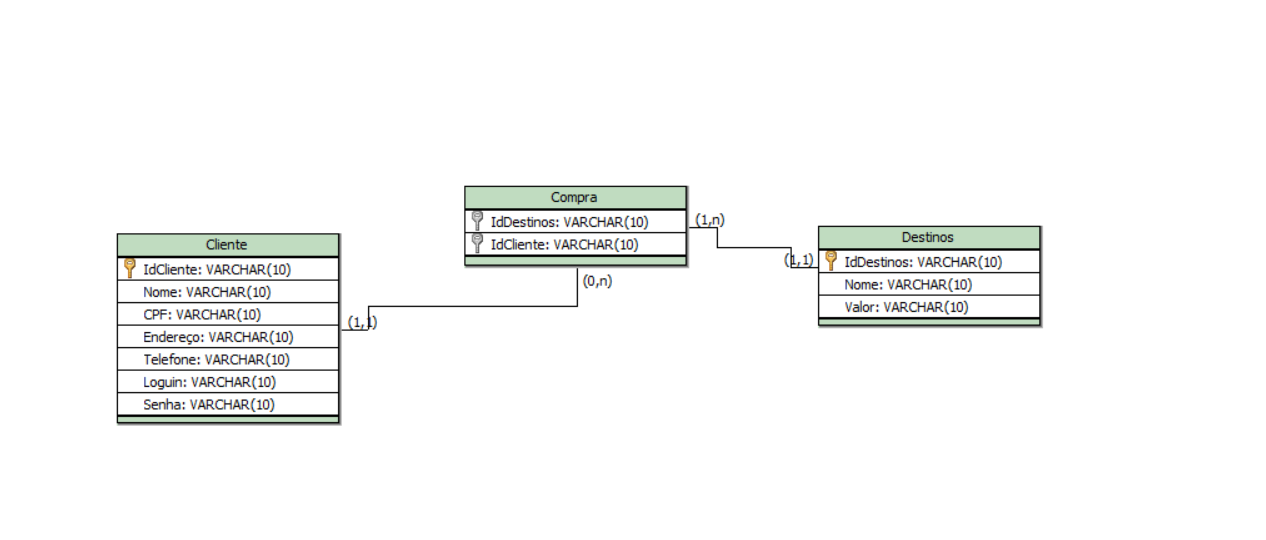 Compra
IdDestinos: VARCHAR(10)
IdCliente: VARCHAR(10)
(1,n)
(0,n)
Cliente
IdCliente: VARCHAR(10)
Nome: VARCHAR(10)
CPF: VARCHAR(10)
Endereço: VARCHAR(10)
Telefone: VARCHAR(10)
Loguin: VARCHAR(10)
Senha: VARCHAR(10)
(1,1)
Destinos
IdDestinos: VARCHAR(10)
Nome: VARCHAR(10)
Valor: VARCHAR(10)
(1,1)